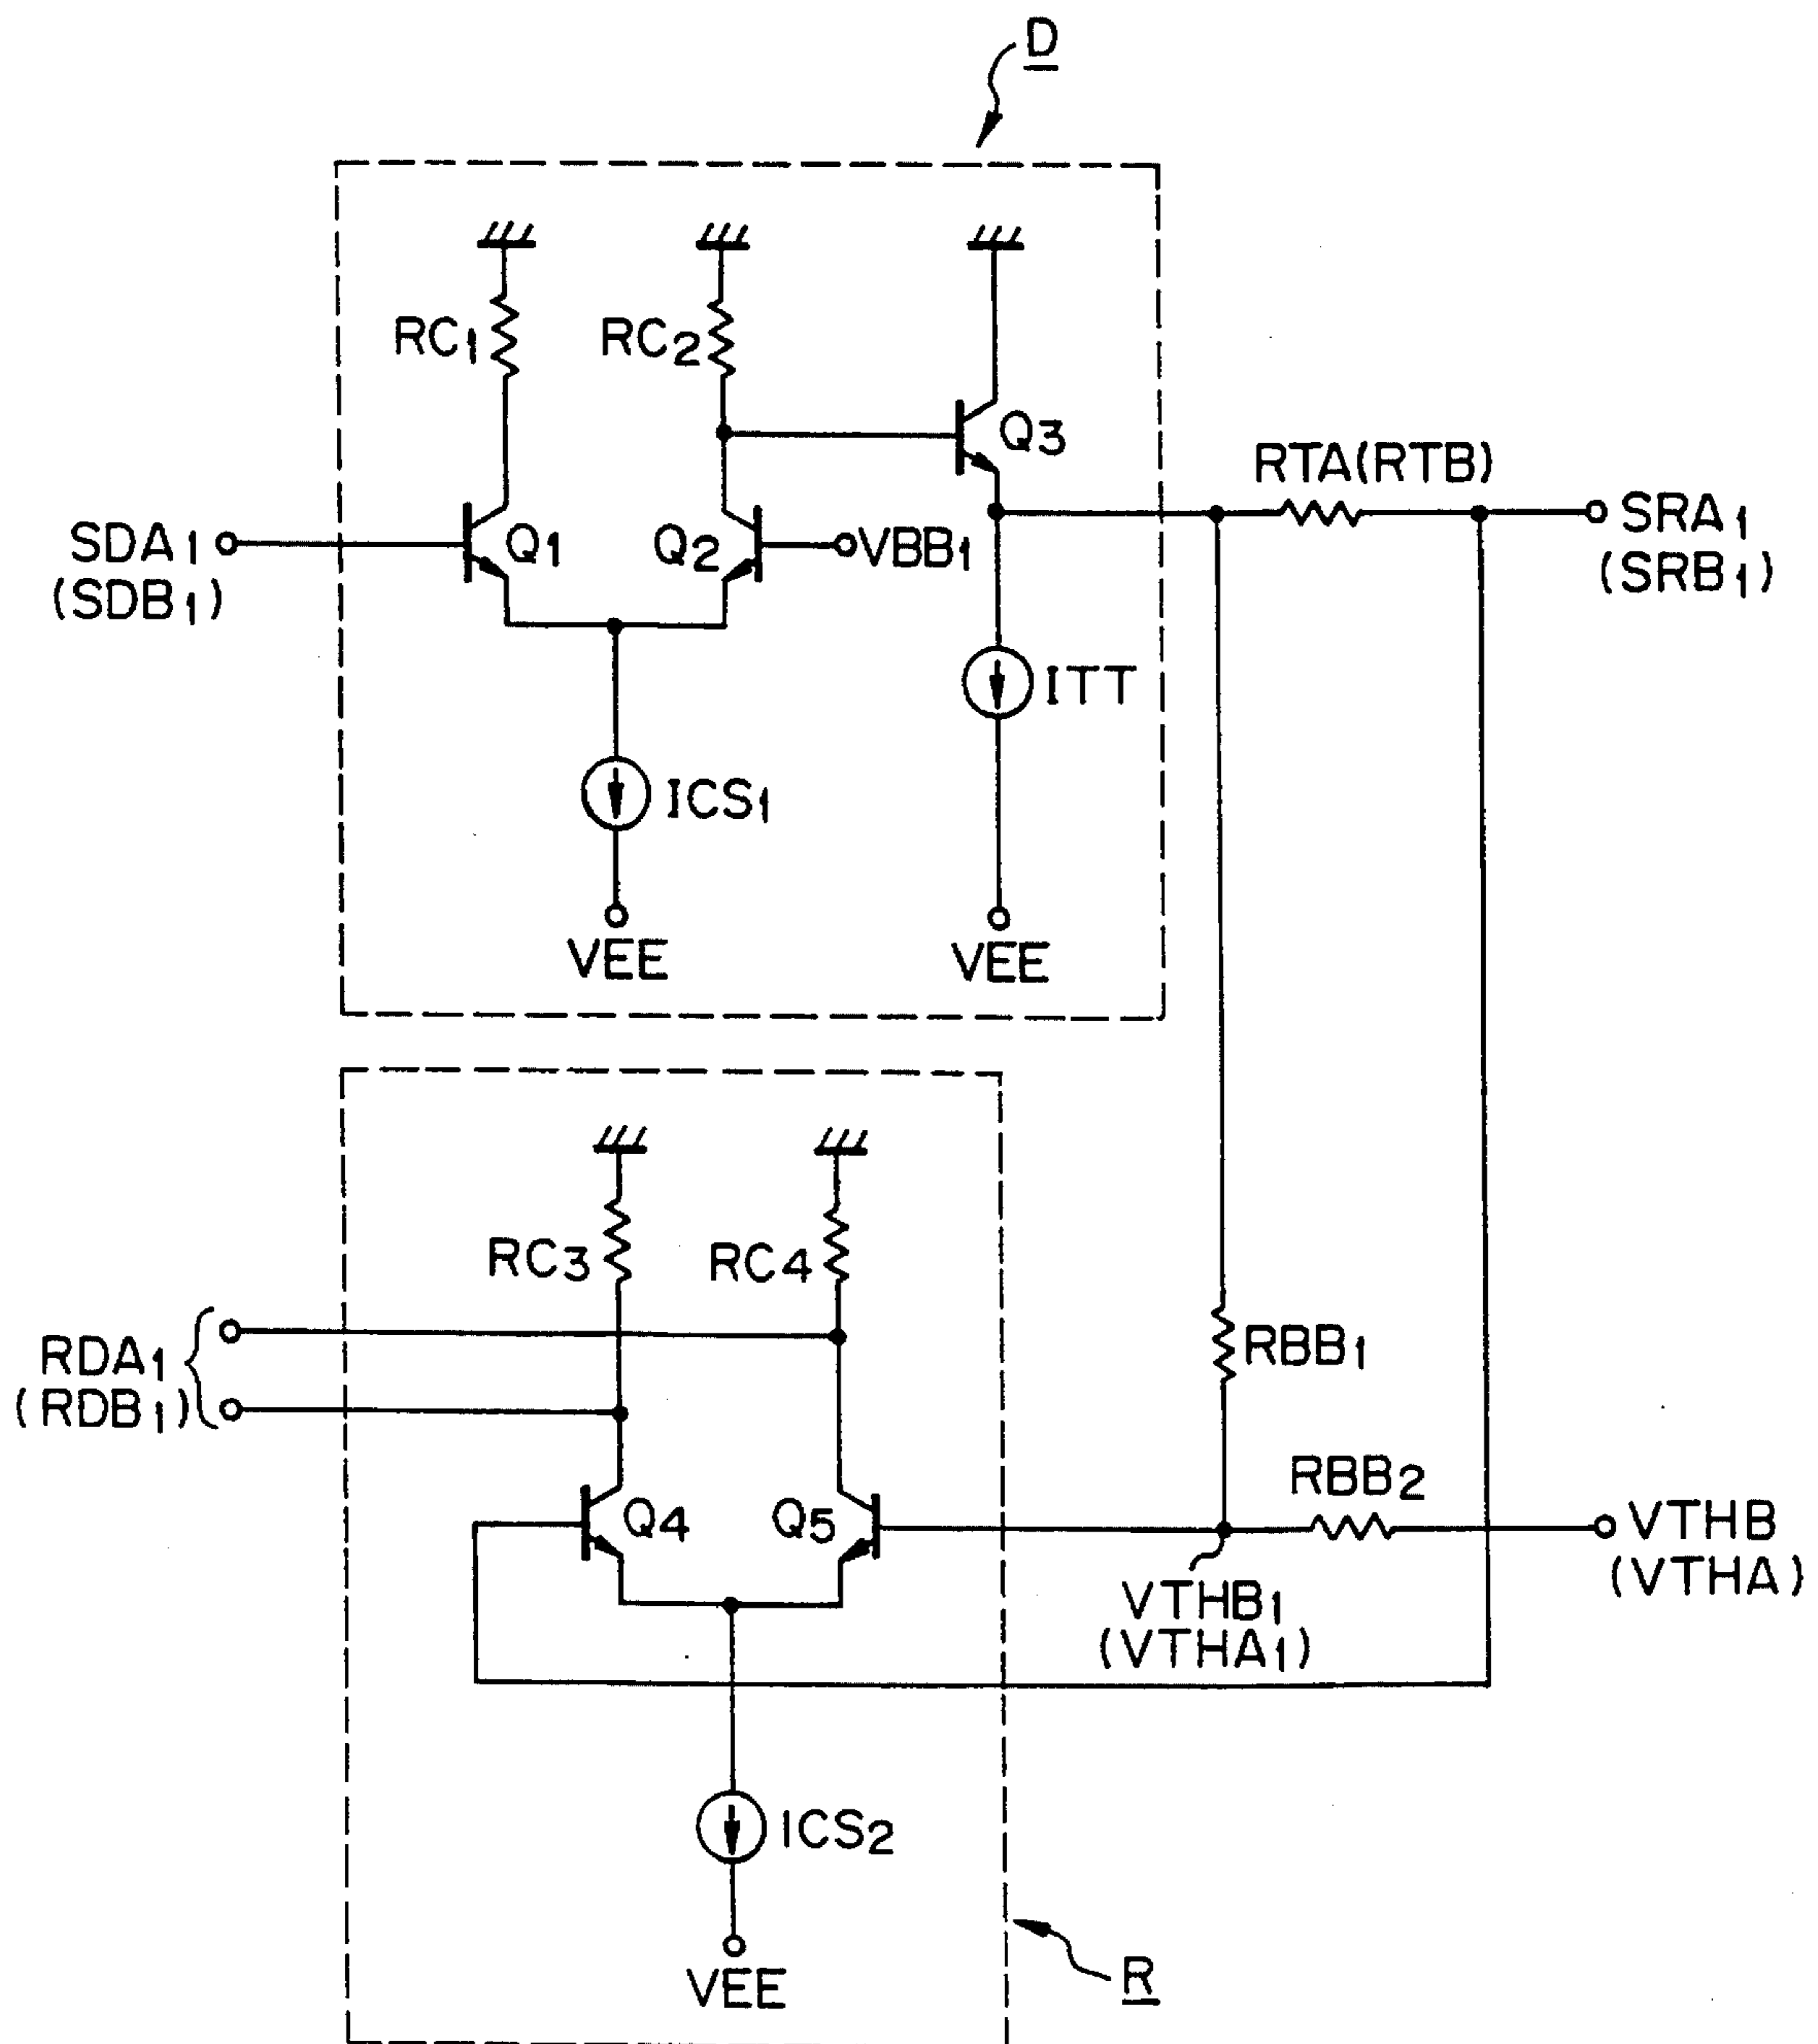 D
RC1
RC2
Q3
RTA(RTB)
SDA1
(SDB1)
Q1
Q2
VBB1
SRA1
(SRB1)
ITT
ICS1
VEE
VEE
RC3
RC4
RDA1
(RDB1)
RBB1
RBB2
Q4
Q5
VTHB
(VTHA)
VTHB1
(VTHA1)
ICS2
VEE
R